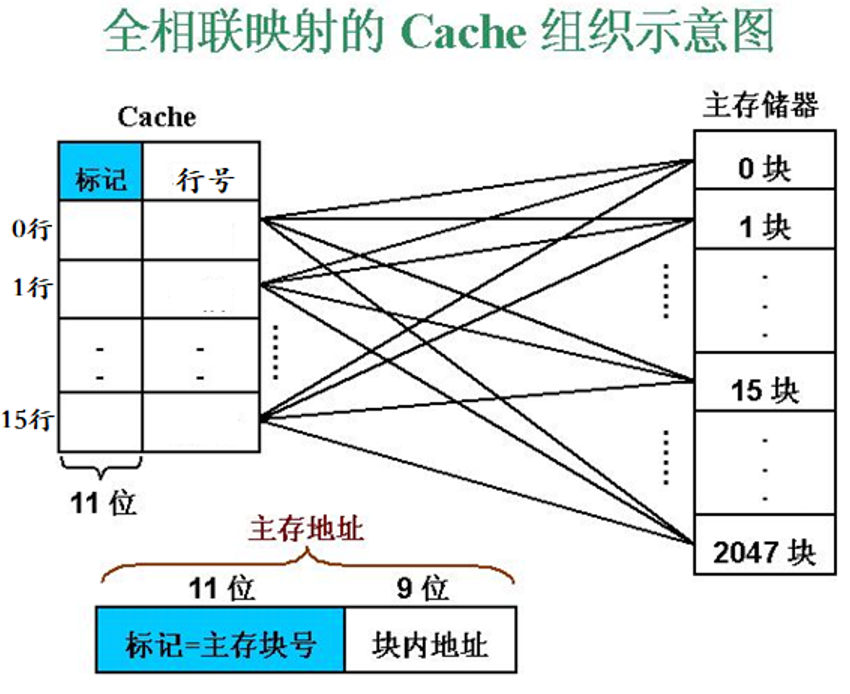 全相联映射的 Cache 组织示意图
主存储器
Cache
标记 行号
0 块
0行
1 块
1行
15 块
15行
11 位
2047 块
主存地址
11 位 9 位
标记=主存块号 块内地址